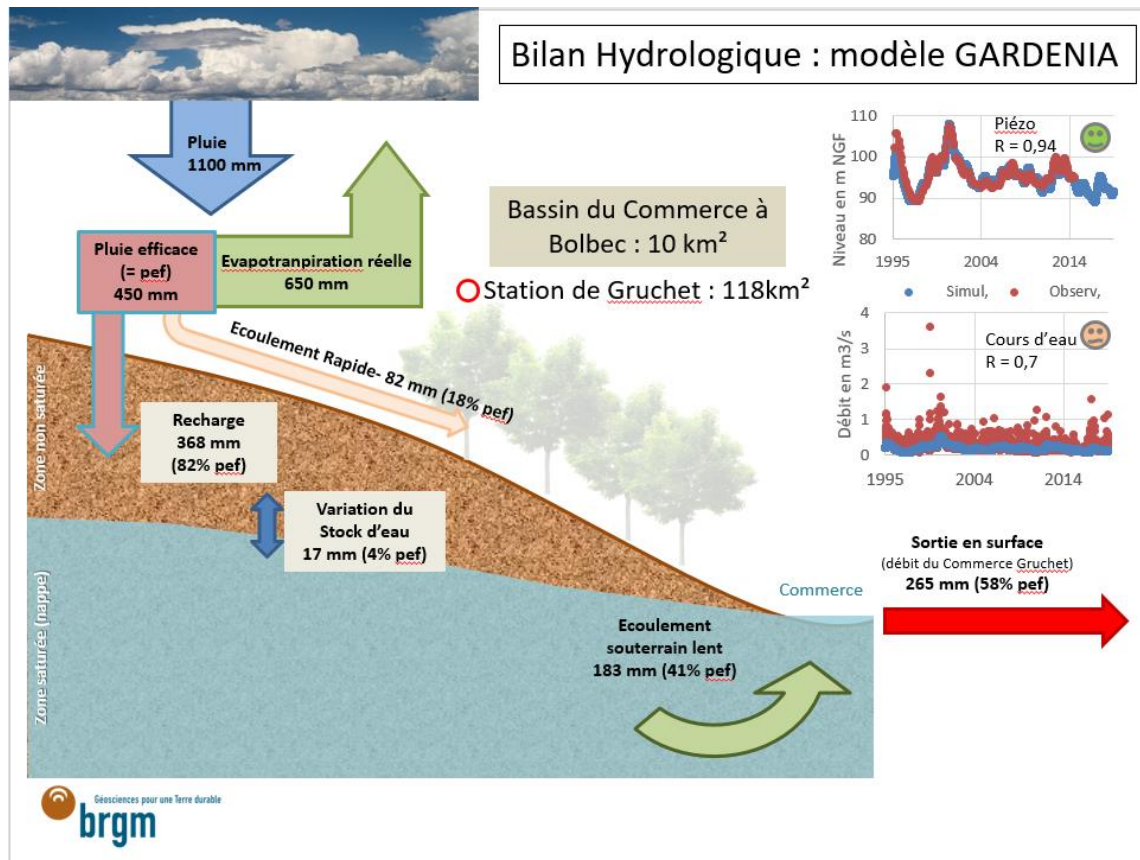 Bilan Hydrologique : modèle GARDENIA
Pluie
1100 mm
Pluie efficace
(= pef)
450 mm
Evapotranpiration réelle
650 mm
Bassin du Commerce à
Bolbec : 10 km²
Station de Gruchet : 118km²
Ecoulement Rapide- 82 mm (18% pef)
Zone non saturée
Recharge
368 mm
(82% pef)
Variation du
Stock d'eau
17 mm (4% pef)
Zone saturée (nappe)
Ecoulement
souterrain lent
183 mm (41% pef)
Commerce
Niveau en m NGF
110
100
90
80
Piézo
R = 0,94
1995
2004
2014
Simul,
Observ,
Débit en m3/s
4
3
2
1
0
Cours d'eau
R = 0,7
1995
2004
2014
Sortie en surface
(débit du Commerce Gruchet)
265 mm (58% pef)
Géosciences pour une Terre durable
brgm